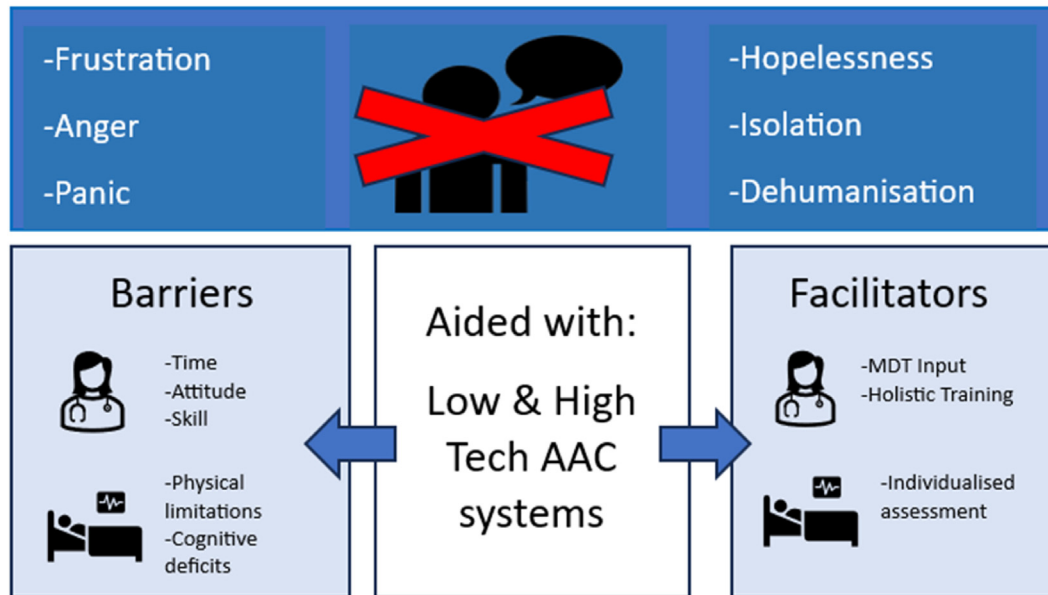 -Frustration
-Anger
-Panic
-Hopelessness
-Isolation
-Dehumanisation
Barriers
-Time
-Attitude
-Skill
-Physical
limitations
-Cognitive
deficits
Aided with:
Low & High
Tech AAC
systems
Facilitators
-MDT Input
-Holistic Training
-Individualised
assessment